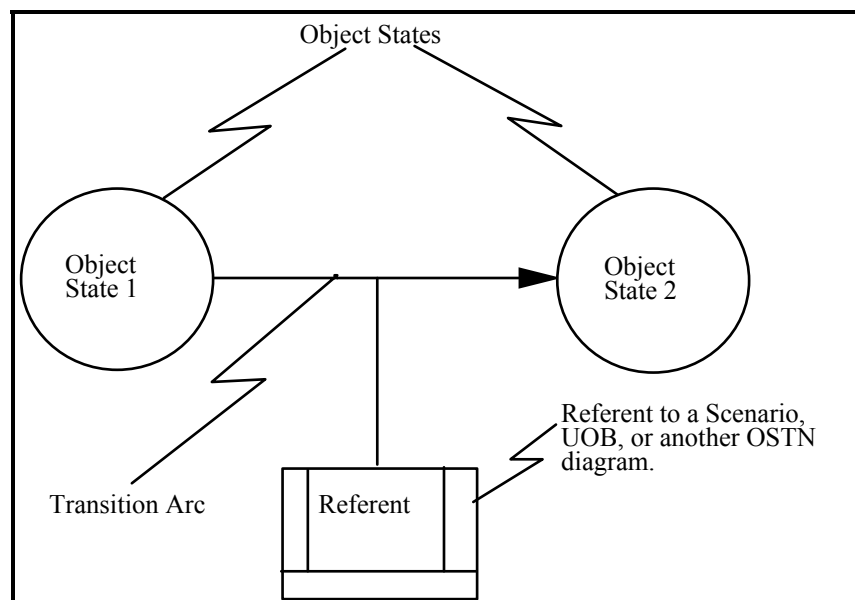 Object States
Object
State 1
Object
State 2
Referent to a Scenario,
UOB, or another OSTN
diagram.
Transition Arc
Referent